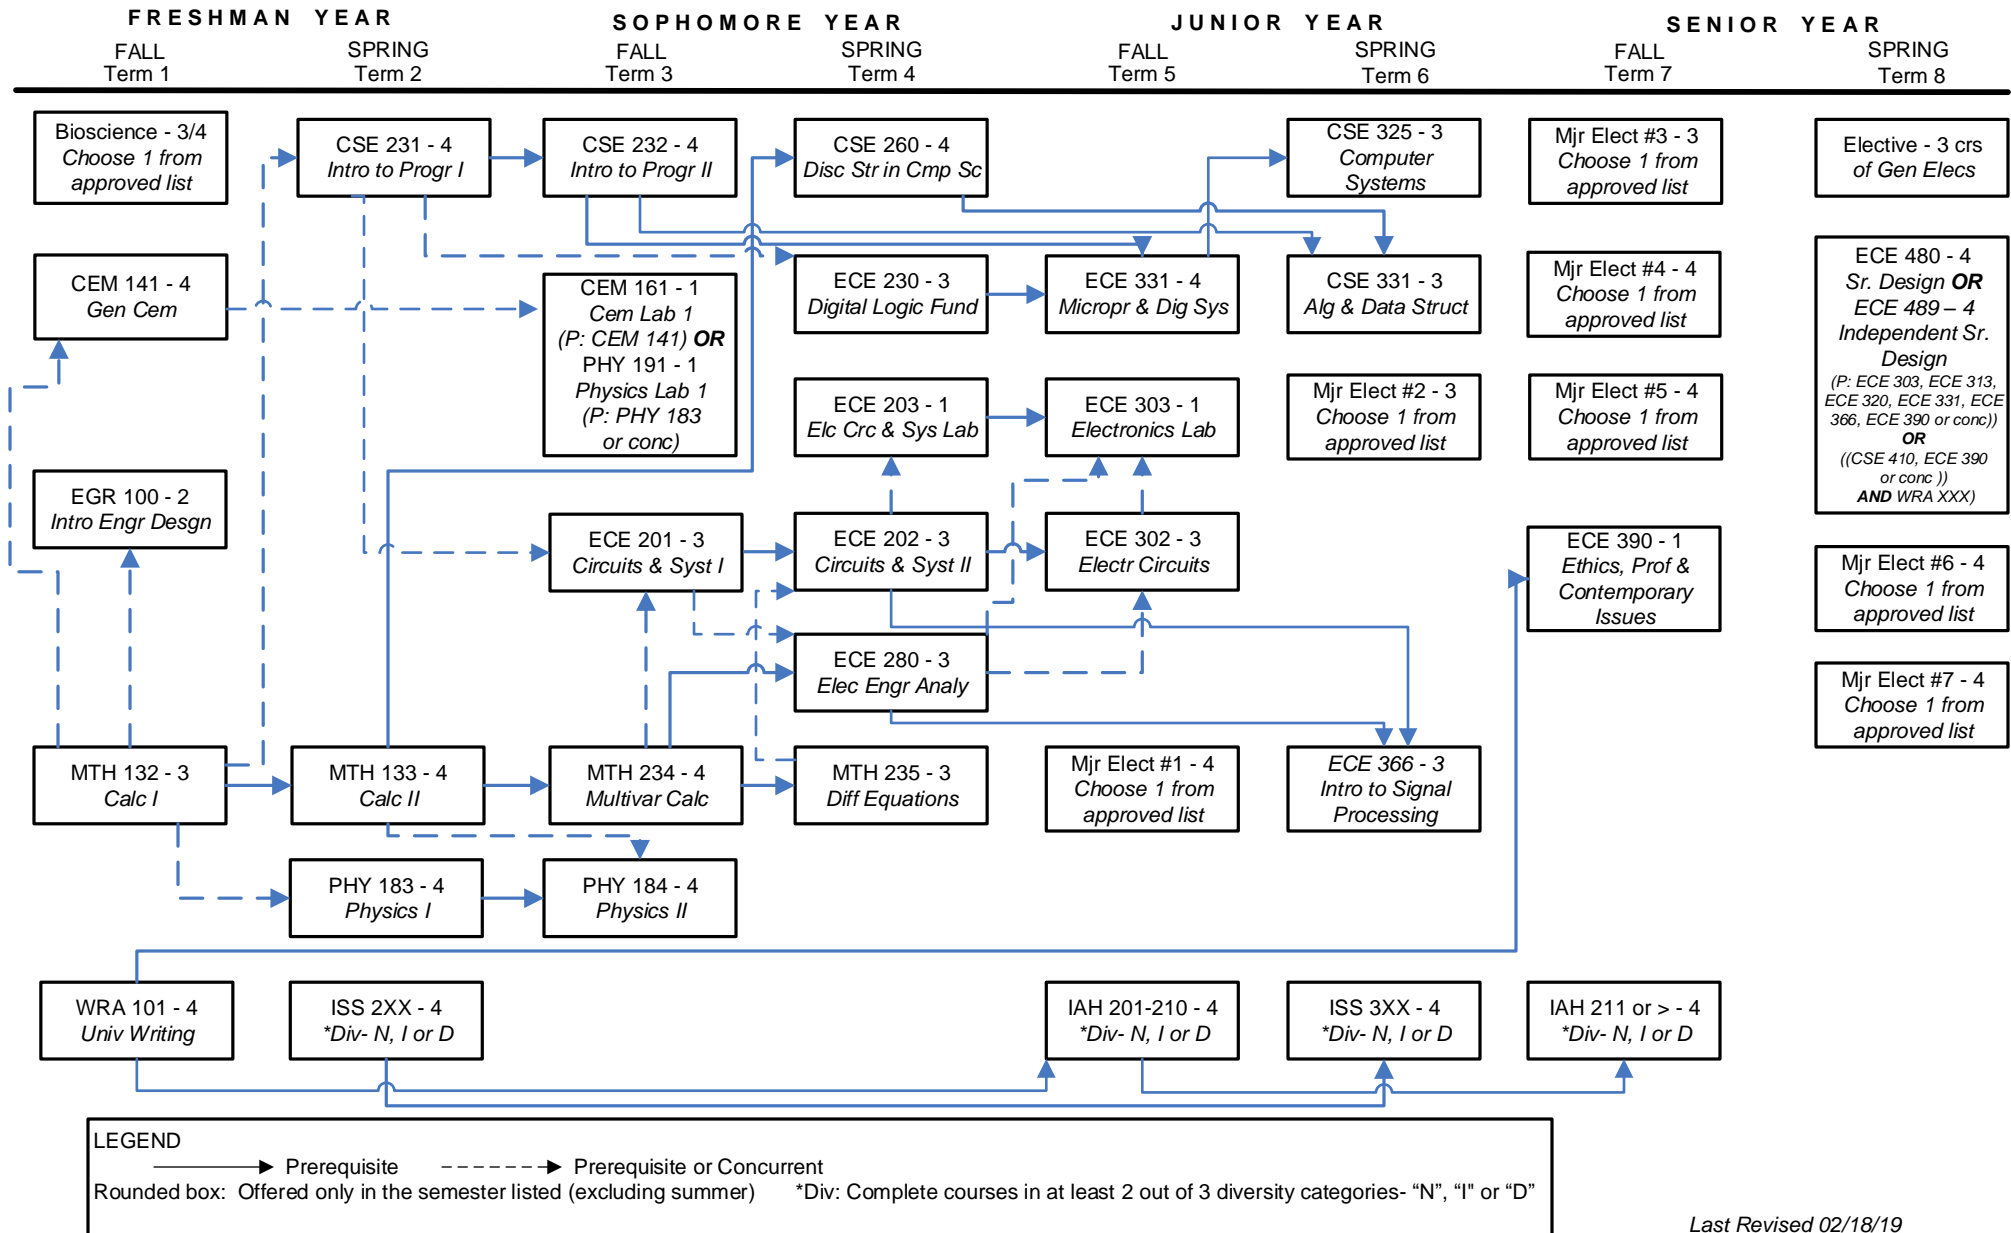 FRESHMAN YEAR
SOPHOMORE YEAR
JUNIOR YEAR
SENIOR YEAR
FALL
Term 1
SPRING
Term 2
FALL
Term 3
SPRING
Term 4
FALL
Term 5
SPRING
Term 6
FALL
Term 7
SPRING
Term 8
Bioscience - 3/4
Choose 1 from
approved list
CSE 231 - 4
Intro to Progr I
CSE 232 - 4
Intro to Progr II
CSE 260 - 4
Disc Str in Cmp Sc
CSE 325 - 3
Computer
Systems
Mjr Elect #3 - 3
Choose 1 from
approved list
Elective - 3 crs
of Gen Elecs
CEM 141 - 4
Gen Cem
CEM 161 - 1
Cem Lab 1
(P: CEM 141) OR
PHY 191 - 1
Physics Lab 1
(P: PHY 183
or conc)
ECE 230 - 3
Digital Logic Fund
ECE 331 - 4
Micropr & Dig Sys
CSE 331 - 3
Alg & Data Struct
Mjr Elect #4 - 4
Choose 1 from
approved list
ECE 480 - 4
Sr. Design OR
ECE 489 – 4
Independent Sr.
Design
(P: ECE 303, ECE 313,
ECE 320, ECE 331, ECE
366, ECE 390 or conc))
OR
((CSE 410, ECE 390
or conc ))
AND WRA XXX)
ECE 203 - 1
Elc Crc & Sys Lab
ECE 303 - 1
Electronics Lab
Mjr Elect #2 - 3
Choose 1 from
approved list
Mjr Elect #5 - 4
Choose 1 from
approved list
EGR 100 - 2
Intro Engr Desgn
ECE 201 - 3
Circuits & Syst I
ECE 202 - 3
Circuits & Syst II
ECE 302 - 3
Electr Circuits
ECE 390 - 1
Ethics, Prof &
Contemporary
Issues
Mjr Elect #6 - 4
Choose 1 from
approved list
ECE 280 - 3
Elec Engr Analy
Mjr Elect #7 - 4
Choose 1 from
approved list
MTH 132 - 3
Calc I
MTH 133 - 4
Calc II
MTH 234 - 4
Multivar Calc
MTH 235 - 3
Diff Equations
Mjr Elect #1 - 4
Choose 1 from
approved list
ECE 366 - 3
Intro to Signal
Processing
PHY 183 - 4
Physics I
PHY 184 - 4
Physics II
WRA 101 - 4
Univ Writing
ISS 2XX - 4
*Div- N, I or D
IAH 201-210 - 4
*Div- N, I or D
ISS 3XX - 4
*Div- N, I or D
IAH 211 or > - 4
*Div- N, I or D
LEGEND
Prerequisite
Prerequisite or Concurrent
Rounded box: Offered only in the semester listed (excluding summer)
*Div: Complete courses in at least 2 out of 3 diversity categories- “N”, “I" or “D”
Last Revised 02/18/19